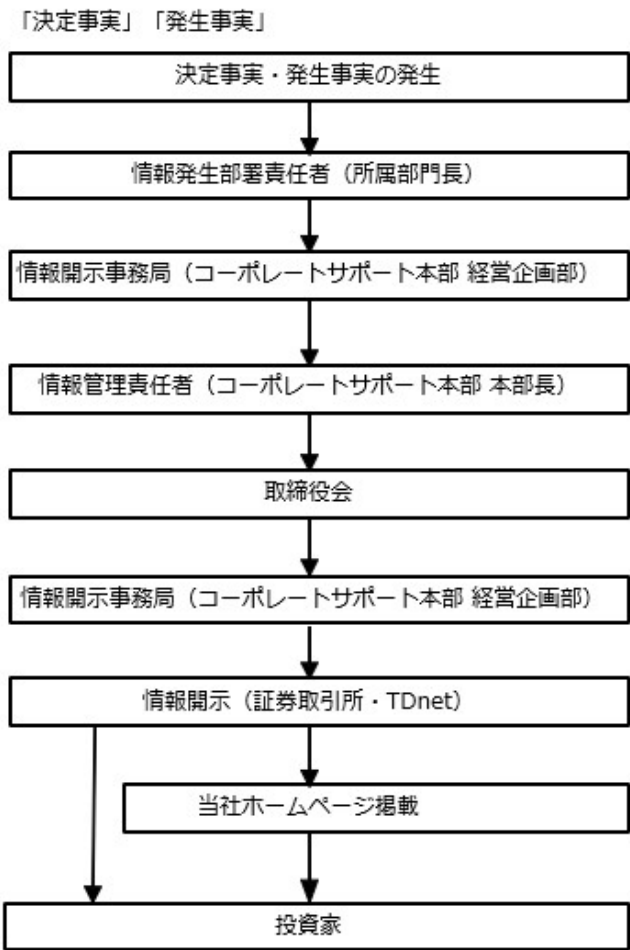 「決定事実」「発生事実」
決定事実・発生事実の発生
情報発生部署責任者（所属部門長）
情報開示事務局（コーポレートサポート本部 経営企画部）
情報管理責任者（コーポレートサポート本部 本部長）
取締役会
情報開示事務局（コーポレートサポート本部 経営企画部）
情報開示（証券取引所・TDnet）
当社ホームページ掲載
投資家